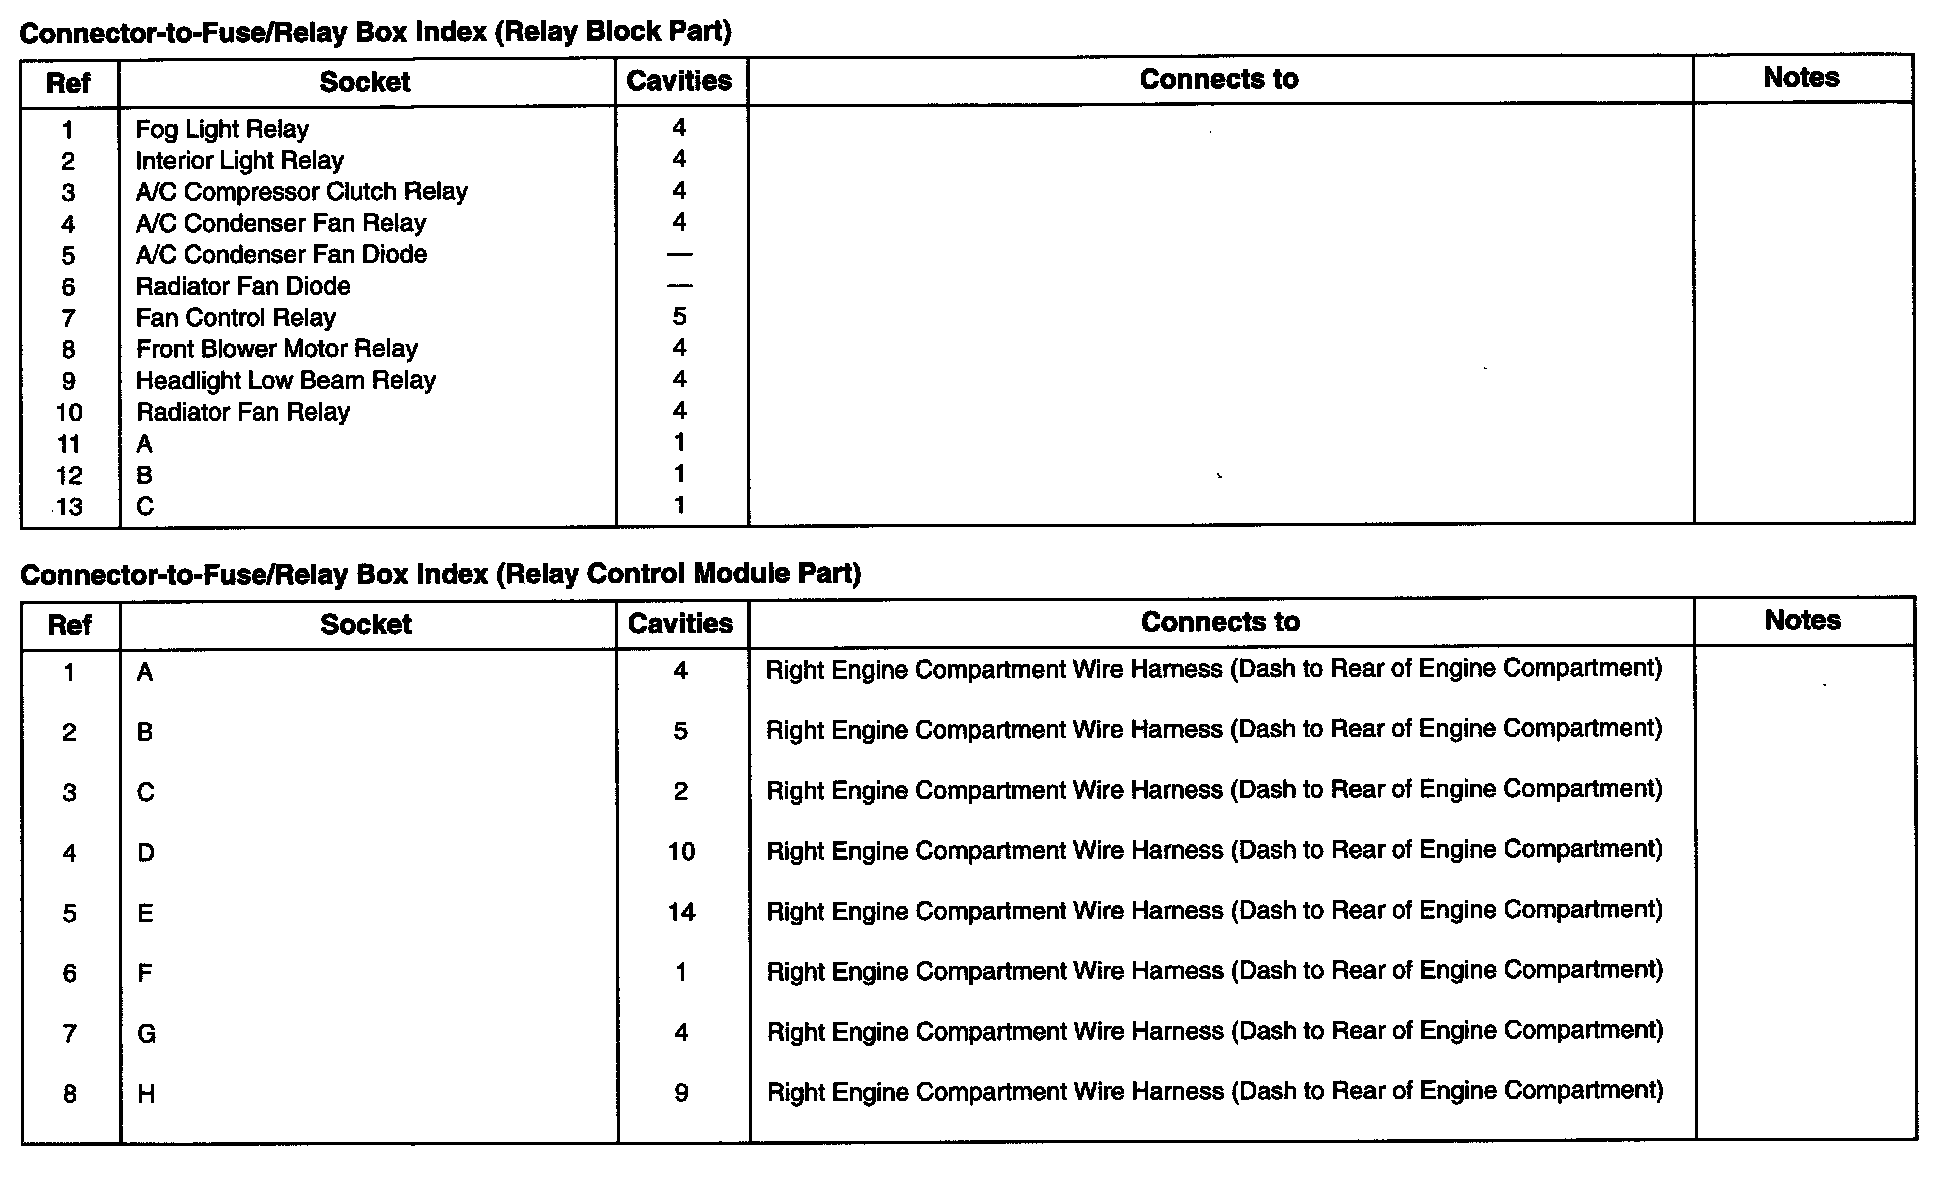 Connector-to-Fuse/Relay Box Index (Relay Block Part)
Ref Socket Cavities Connects to Notes
1 Fog Light Relay 4
2 Interior Light Relay 4
3 A/C Compressor Clutch Relay 4
4 A/C Condenser Fan Relay 4
5 A/C Condenser Fan Diode —
6 Radiator Fan Diode —
7 Fan Control Relay 5
8 Front Blower Motor Relay 4
9 Headlight Low Beam Relay 4
10 Radiator Fan Relay 4
11 A 1
12 B 1
13 C 1
Connector-to-Fuse/Relay Box Index (Relay Control Module Part)
Ref Socket Cavities Connects to Notes
1 A 4 Right Engine Compartment Wire Harness (Dash to Rear of Engine Compartment)
2 B 5 Right Engine Compartment Wire Harness (Dash to Rear of Engine Compartment)
3 C 2 Right Engine Compartment Wire Harness (Dash to Rear of Engine Compartment)
4 D 10 Right Engine Compartment Wire Harness (Dash to Rear of Engine Compartment)
5 E 14 Right Engine Compartment Wire Harness (Dash to Rear of Engine Compartment)
6 F 1 Right Engine Compartment Wire Harness (Dash to Rear of Engine Compartment)
7 G 4 Right Engine Compartment Wire Harness (Dash to Rear of Engine Compartment)
8 H 9 Right Engine Compartment Wire Harness (Dash to Rear of Engine Compartment)